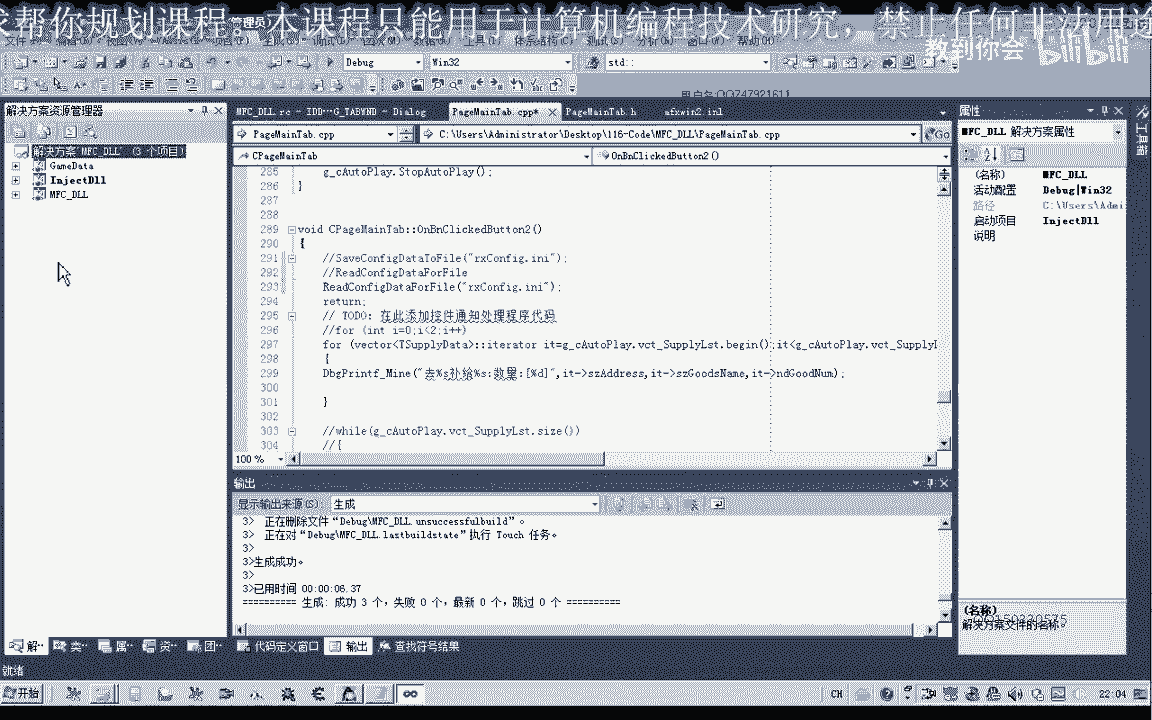 求帮你规划课程。本课程只能用于计算机编程技术研究，禁止任何非法用途
教到你会 bilibili
Debug Win32 std::
用户名:QQ747921611
解决方案资源管理器
MFC_DLL.rc - IDD...G_TABWND - Dialog PageMainTab.cpp* PageMainTab.h afxwin2.inl
属性
工具箱
PageMainTab.cpp C:\Users\Administrator\Desktop\116-Code\MFC_DLL\PageMainTab.cpp Go
MFC_DLL 解决方案属性
解决方案"MFC_DLL" (3 个项目)
GameData
InjectDll
MFC_DLL
CPageMainTab OnBnClickedButton2()
(名称) MFC_DLL
活动配置 Debug|Win32
路径 C:\Users\Admi
启动项目 InjectDll
说明
285 g_cAutoPlay.StopAutoPlay();
286 }
287
288
289 void CPageMainTab::OnBnClickedButton2()
290 {
291 //SaveConfigDataToFile("rxConfig.ini");
292 //ReadConfigDataForFile
293 ReadConfigDataForFile("rxConfig.ini");
294 return;
295 // TODO: 在此添加控件通知处理程序代码
296 //for (int i=0;i<2;i++)
297 for (vector<TSupplyData>::iterator it=g_cAutoPlay.vct_SupplyLst.begin();it<g_cAutoPlay.vct_SupplyL
298 {
299 DbgPrintf_Mine("去%s补给%s:数量:[%d]",it->szAddress,it->szGoodsName,it->ndGoodNum);
300
301 }
302
303 //while(g_cAutoPlay.vct_SupplyLst.size())
304 //{
100 %
输出
显示输出来源(S): 生成
3> 正在删除文件“Debug\MFC_DLL.unsuccessfulbuild”。
3> 正在对“Debug\MFC_DLL.lastbuildstate”执行 Touch 任务。
3>
3>生成成功。
3>
3>已用时间 00:00:06.37
========== 生成: 成功 3 个，失败 0 个，最新 0 个，跳过 0 个 ==========
(名称)
解决方案文件的名称。
解... 类... 属... 资... 团... 代码定义窗口 输出 查找符号结果
就绪
开始 CH 22:04